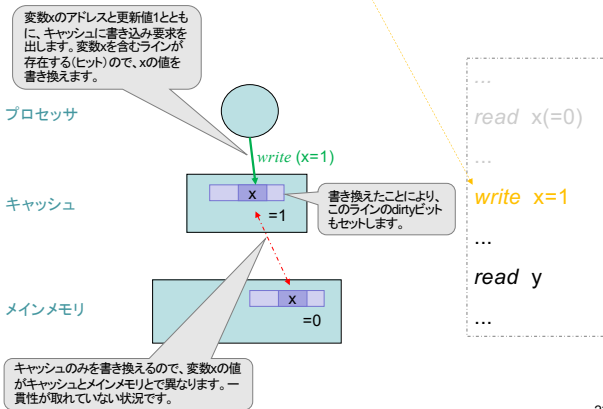 変数xのアドレスと更新値1ととも
に、キャッシュに書き込み要求を
出します。変数xを含むラインが
存在する(ヒット)ので、xの値を
書き換えます。
プロセッサ
write (x=1)
キャッシュ
x
=1
書き換えたことにより、
このラインのdirtyビット
もセットします。
メインメモリ
x
=0
キャッシュのみを書き換えるので、変数xの値
がキャッシュとメインメモリとで異なります。一
貫性が取れていない状況です。
...
read x(=0)
...
write x=1
...
read y
...